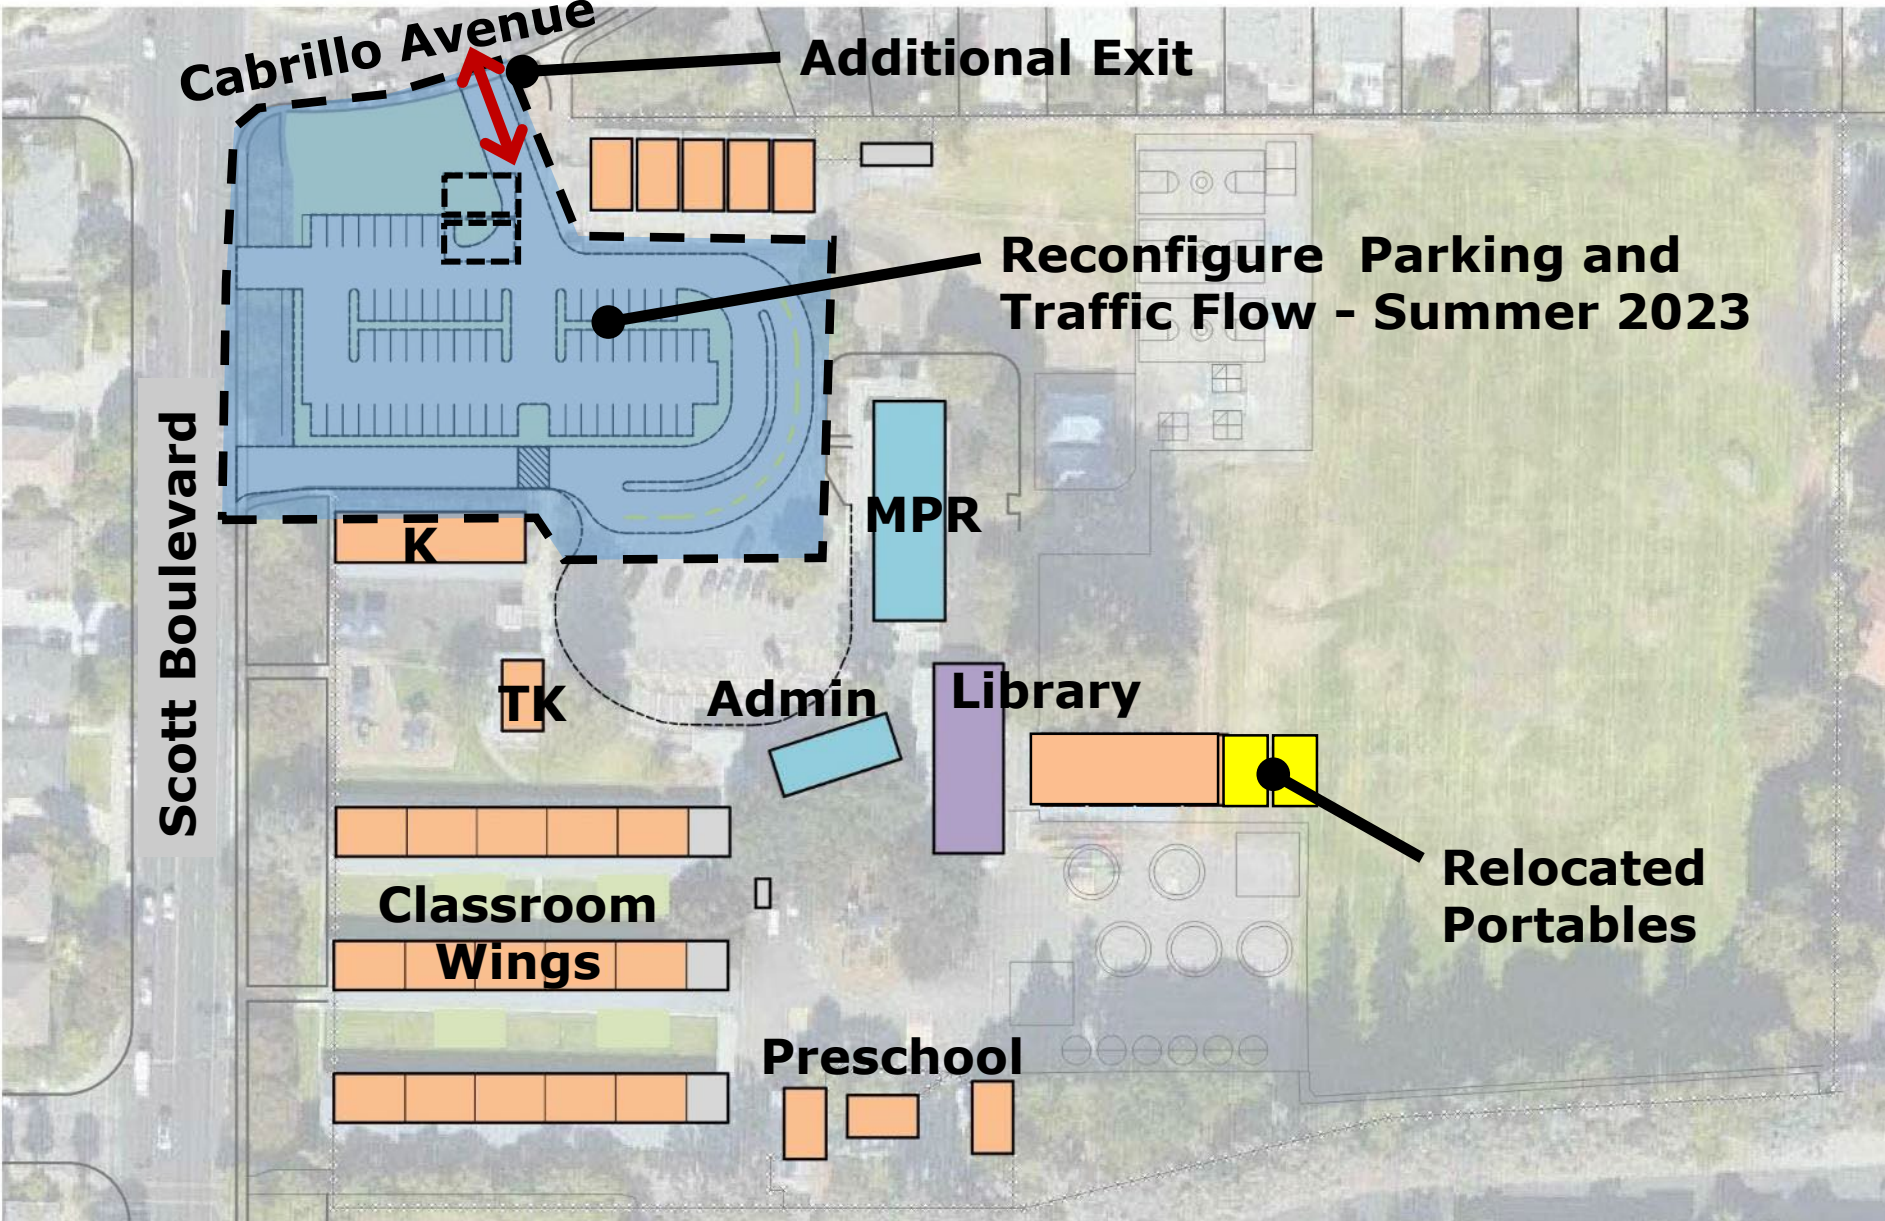 Cabrillo Avenue
Additional Exit
Reconfigure  Parking and
Traffic Flow - Summer 2023
Scott Boulevard
K
MPR
TK
Admin
Library
Relocated
Portables
Classroom
Wings
Preschool